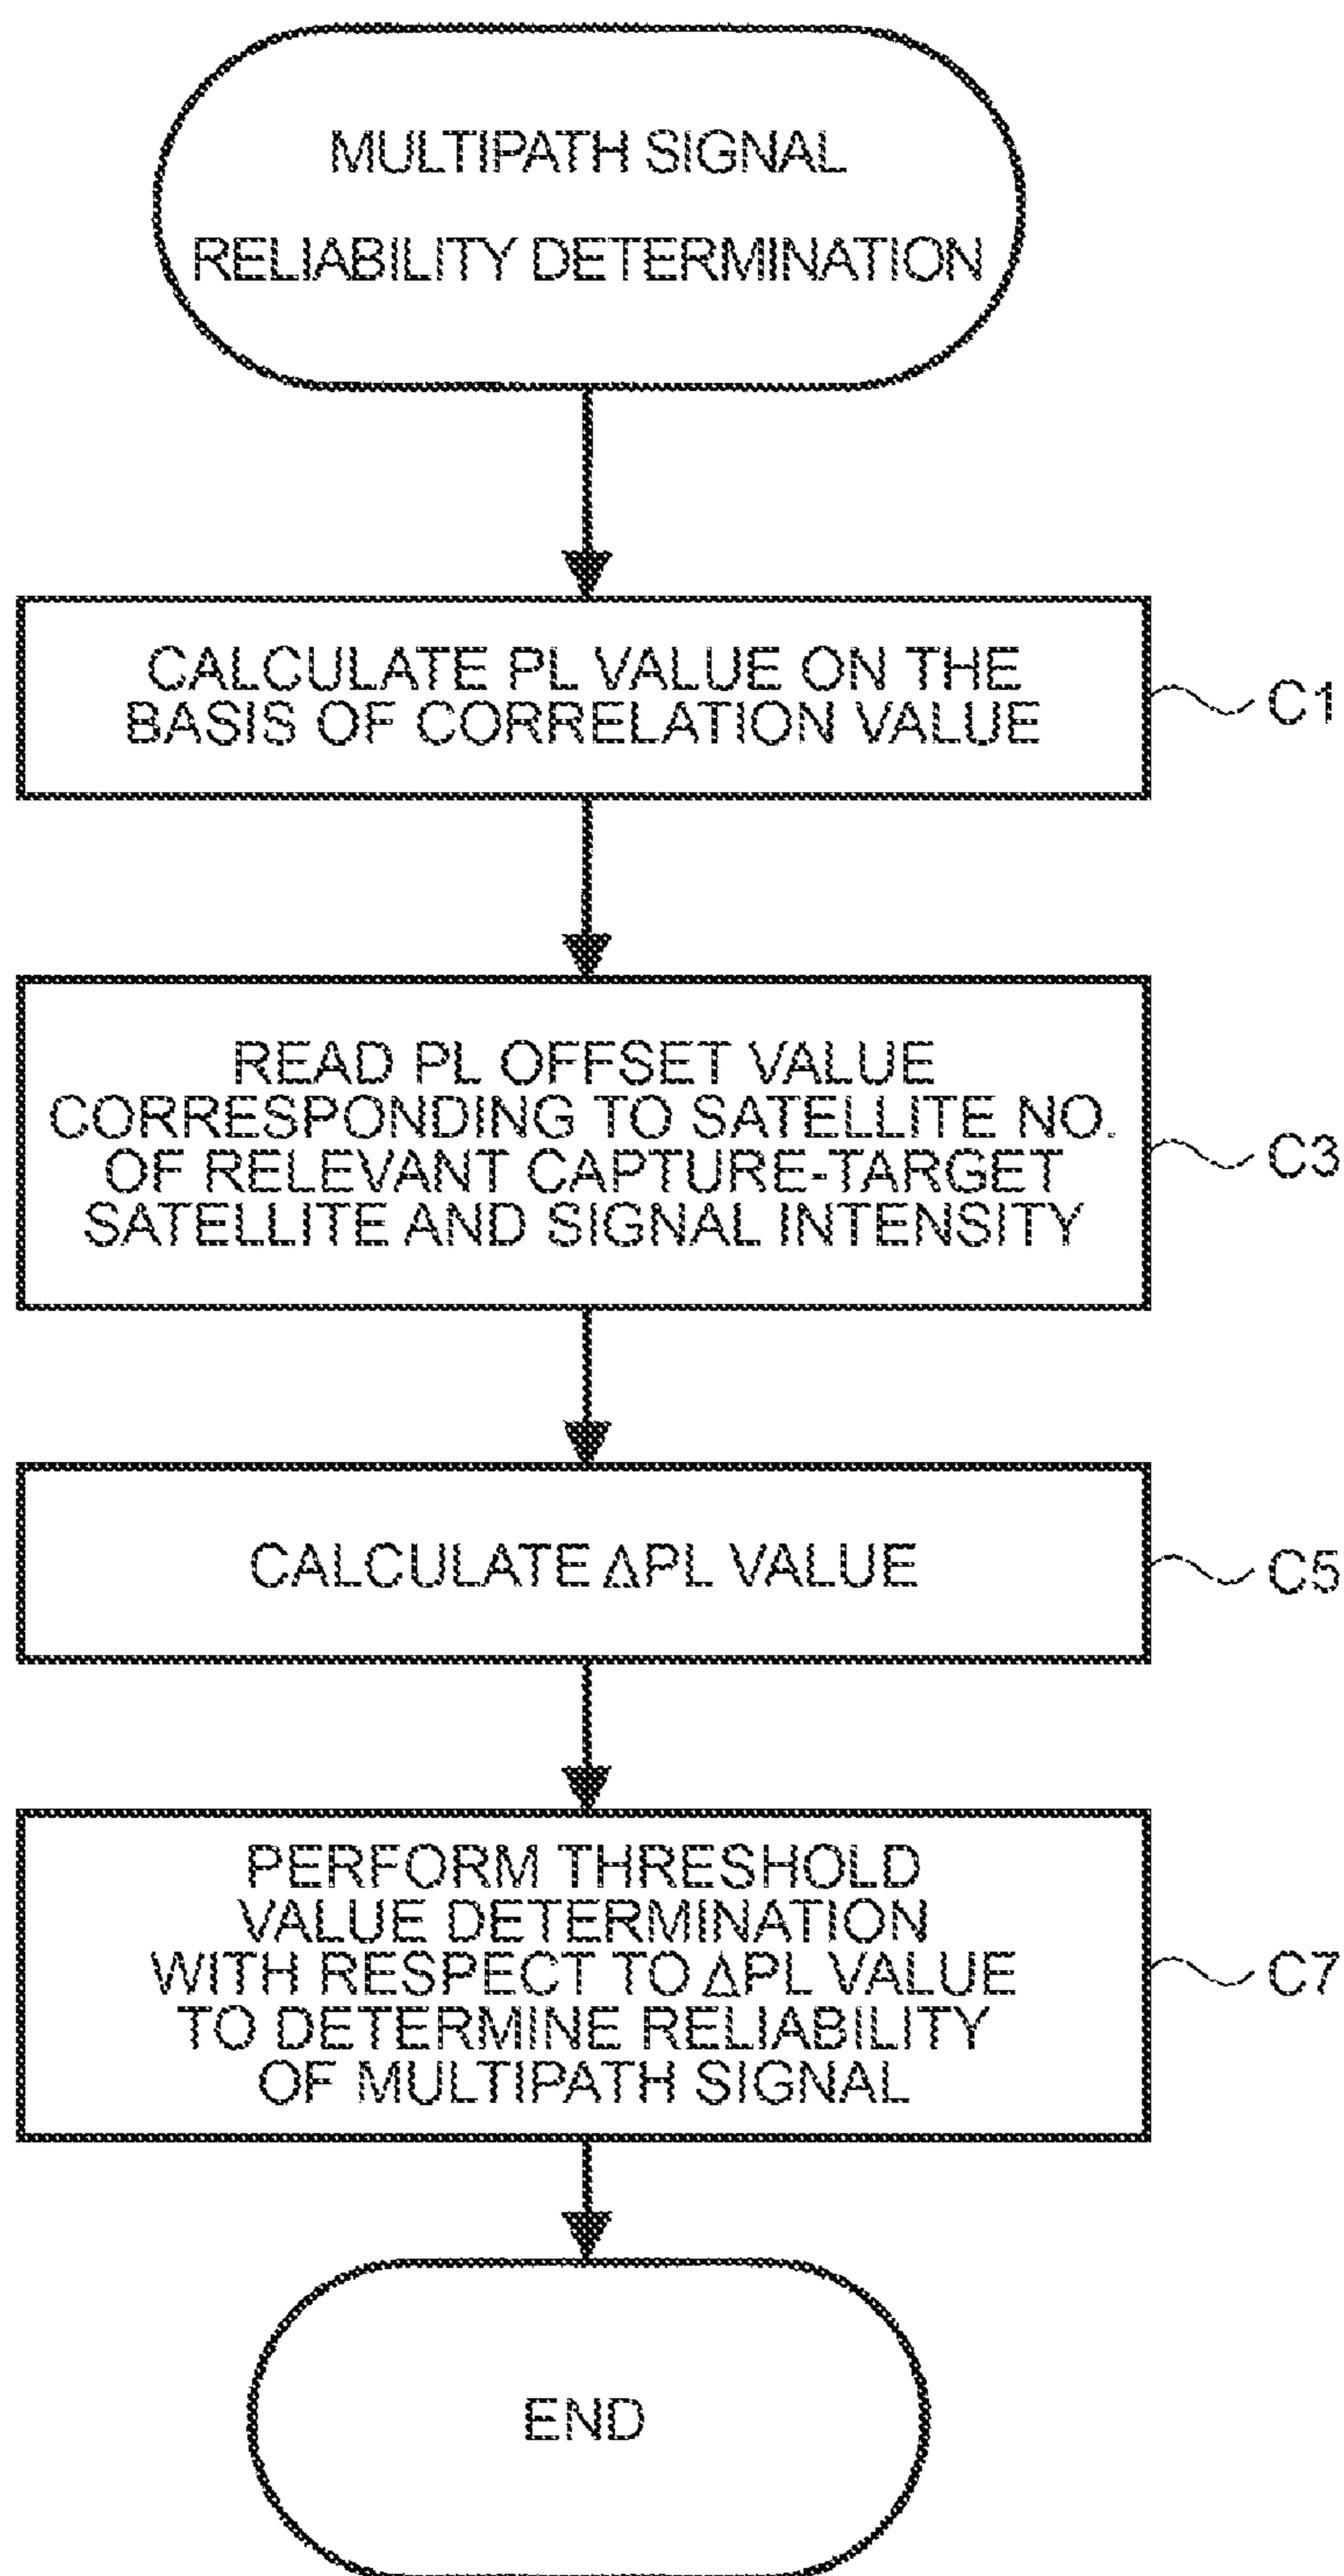 MULTIPATH SIGNAL
RELIABILITY DETERMINATION
CALCULATE PL VALUE ON THE
BASIS OF CORRELATION VALUE
C1
READ PL OFFSET VALUE
CORRESPONDING TO SATELLITE NO.
OF RELEVANT CAPTURE-TARGET
SATELLITE AND SIGNAL INTENSITY
C3
CALCULATE ΔPL VALUE
C5
PERFORM THRESHOLD
VALUE DETERMINATION
WITH RESPECT TO ΔPL VALUE
TO DETERMINE RELIABILITY
OF MULTIPATH SIGNAL
C7
END